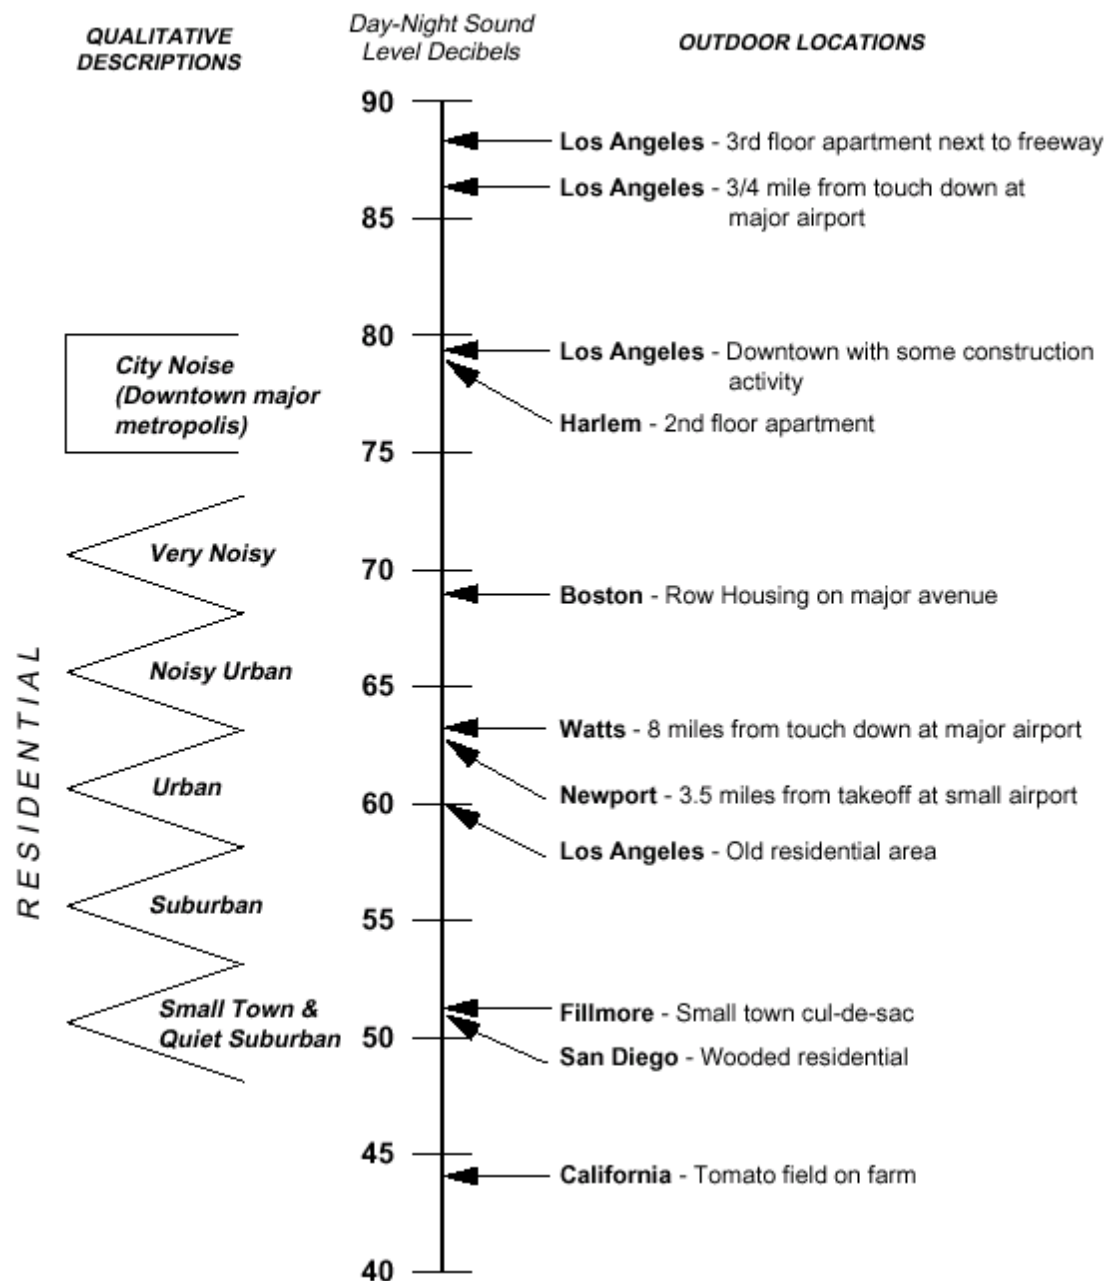 QUALITATIVE
DESCRIPTIONS
Day-Night Sound
Level Decibels
OUTDOOR LOCATIONS
90
Los Angeles - 3rd floor apartment next to freeway
Los Angeles - 3/4 mile from touch down at
major airport
85
80
City Noise
(Downtown major
metropolis)
Los Angeles - Downtown with some construction
activity
Harlem - 2nd floor apartment
75
Very Noisy
70
Boston - Row Housing on major avenue
RESIDENTIAL
Noisy Urban
65
Watts - 8 miles from touch down at major airport
Urban
Newport - 3.5 miles from takeoff at small airport
60
Los Angeles - Old residential area
Suburban
55
Small Town &
Quiet Suburban
Fillmore - Small town cul-de-sac
50
San Diego - Wooded residential
45
California - Tomato field on farm
40